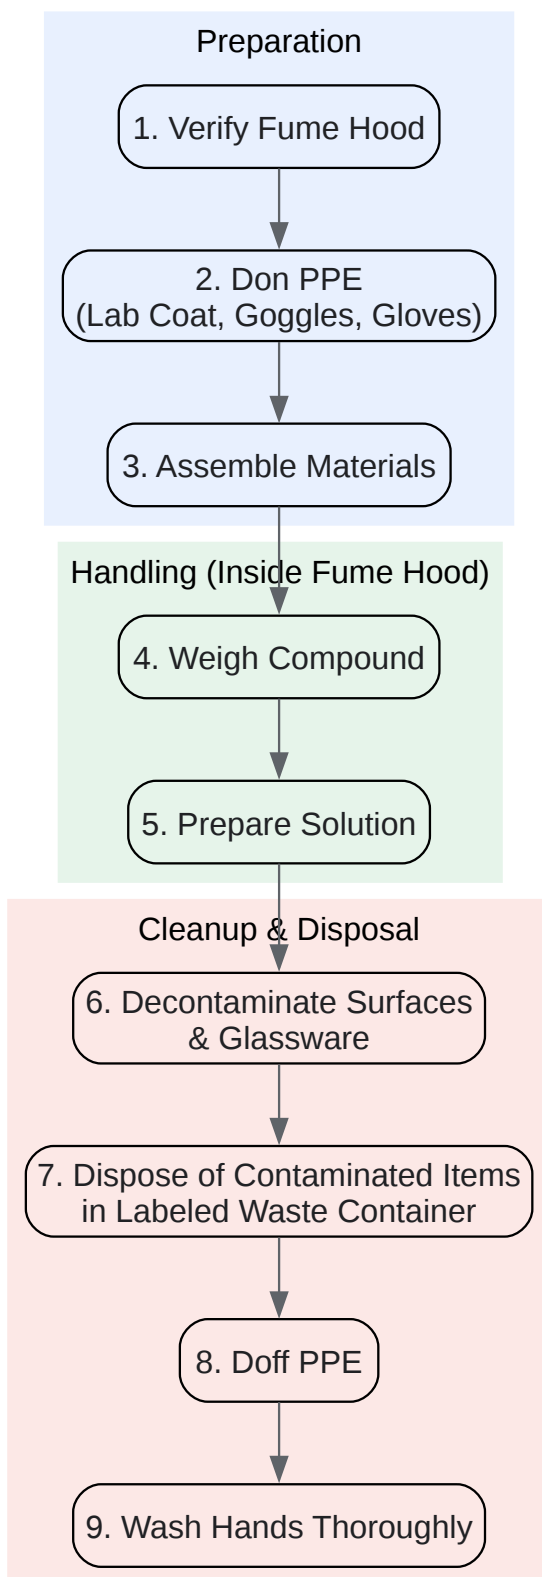 Preparation
1. Verify Fume Hood
2. Don PPE
(Lab Coat, Goggles, Gloves)
3. Assemble Materials
Handling (Inside Fume Hood)
4. Weigh Compound
5. Prepare Solution
Cleanup & Disposal
6. Decontaminate Surfaces
& Glassware
7. Dispose of Contaminated Items
in Labeled Waste Container
8. Doff PPE
9. Wash Hands Thoroughly